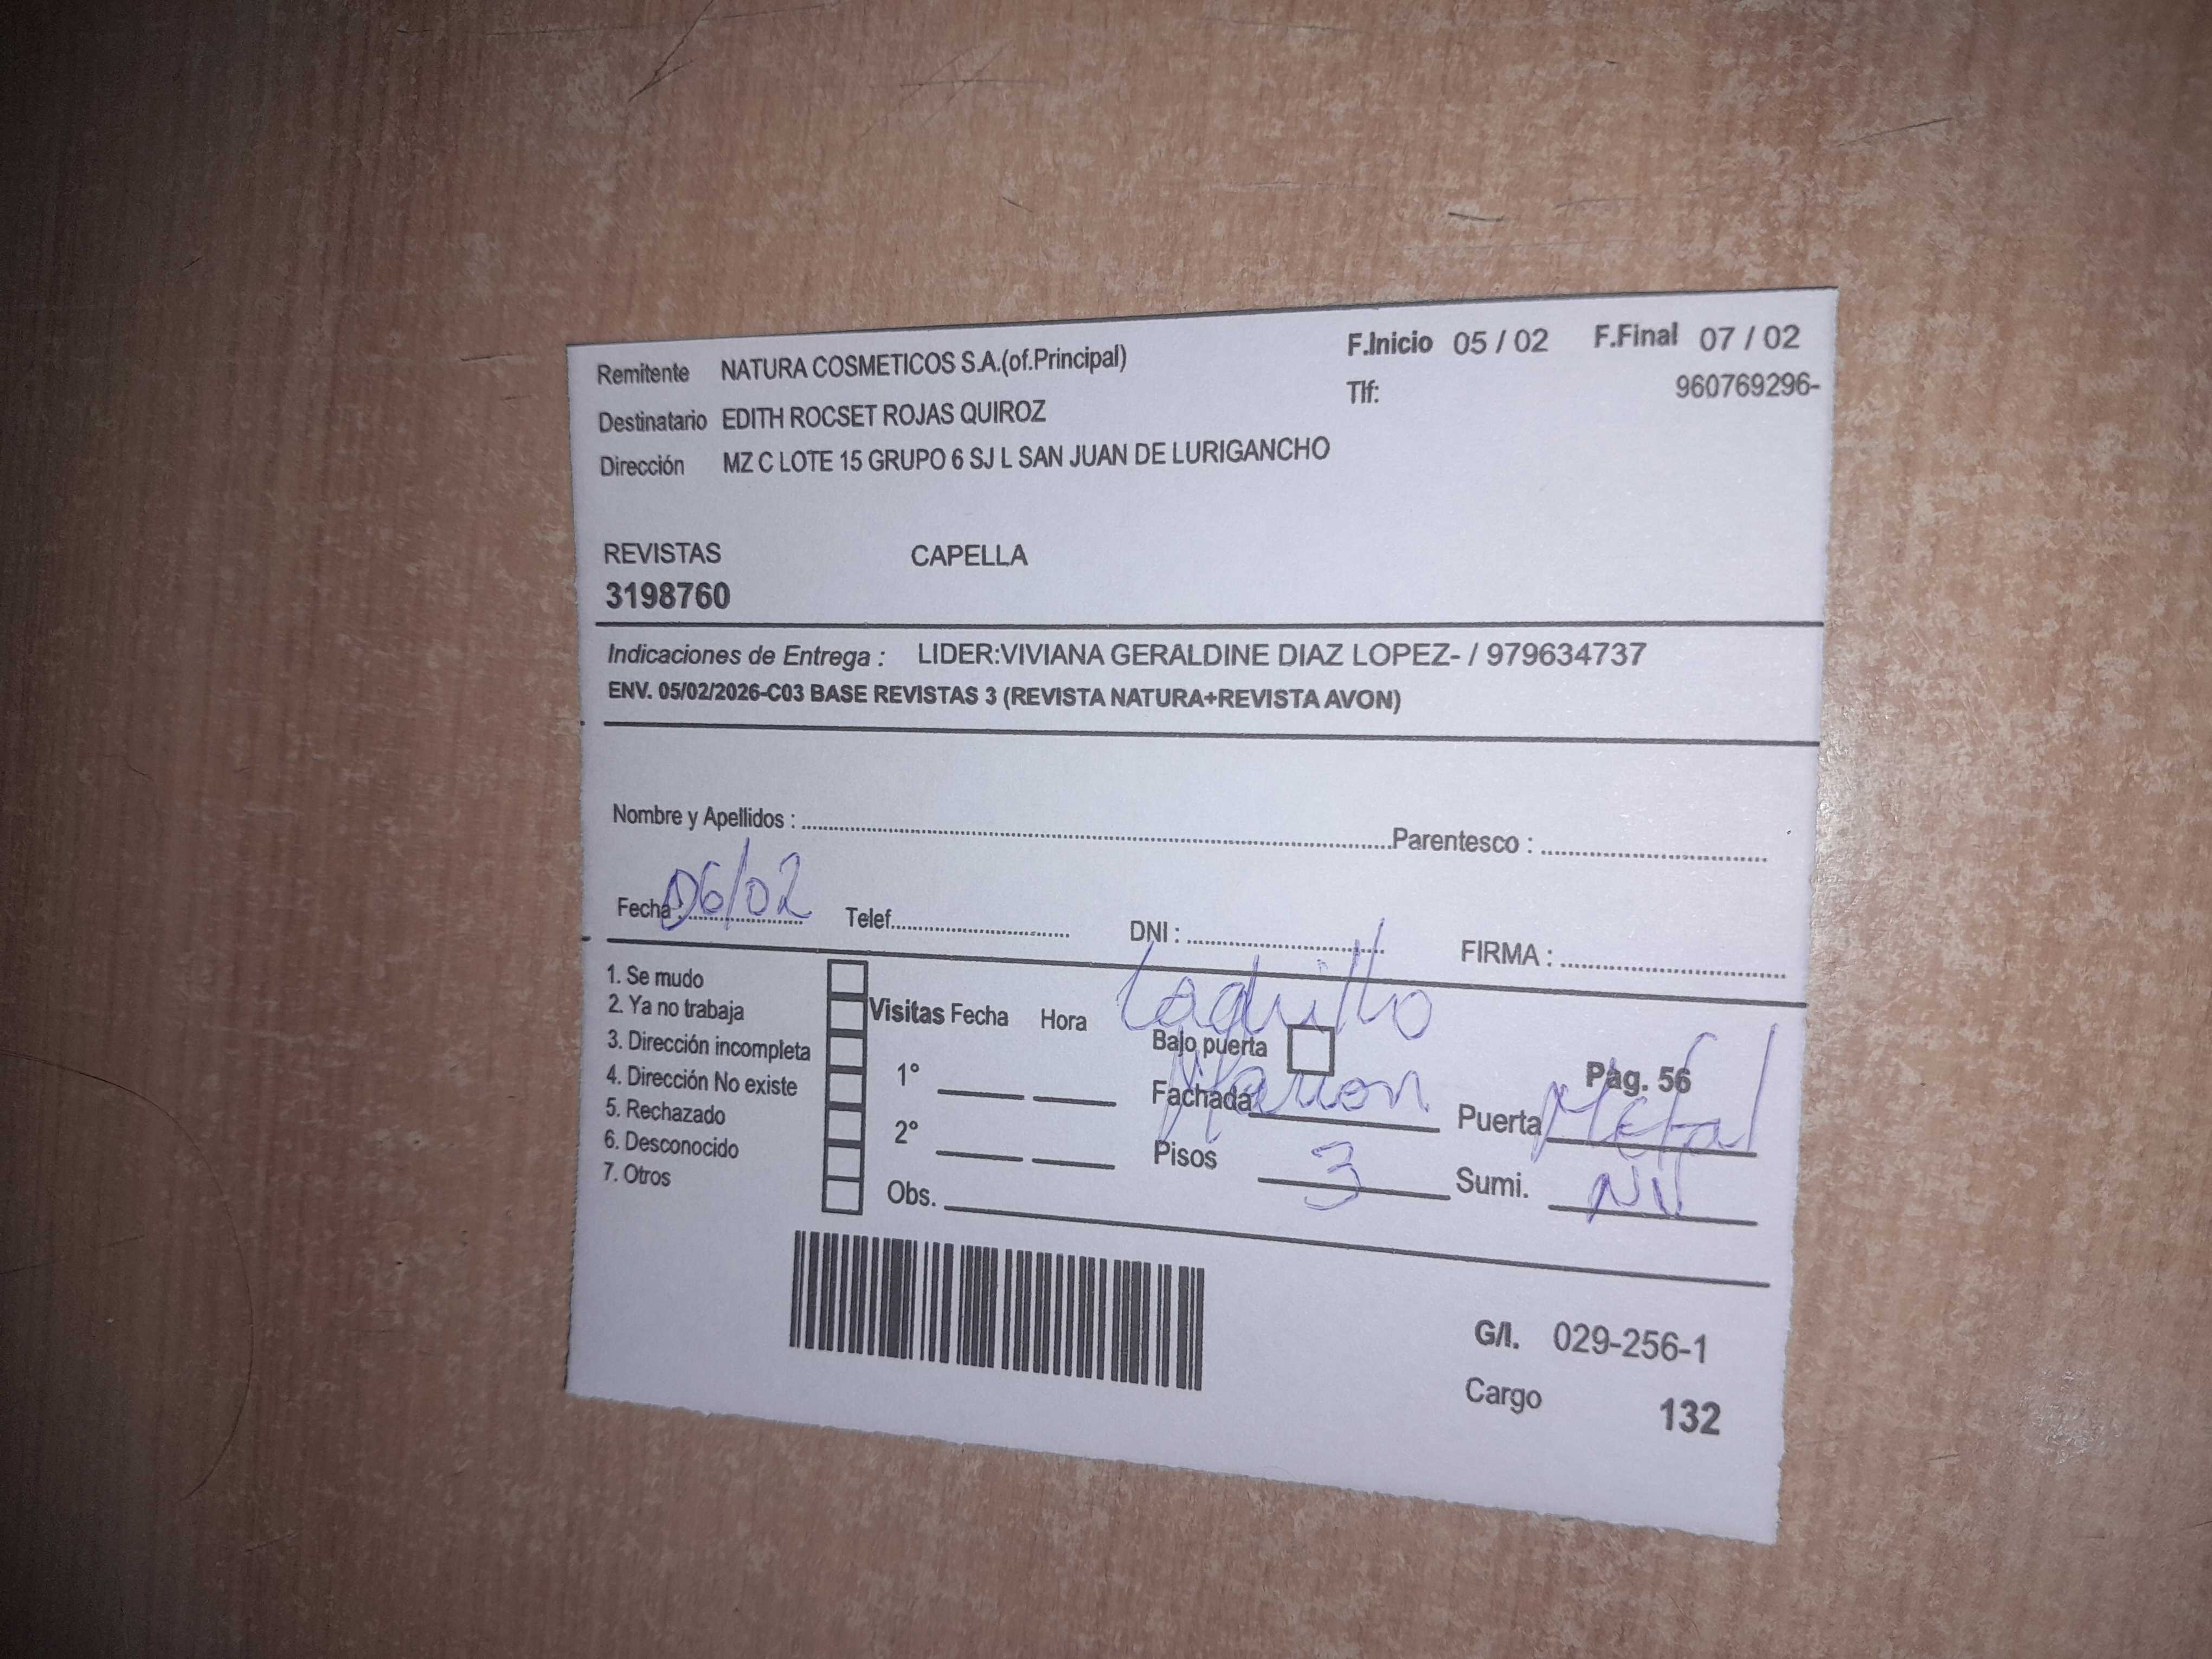 Remitente NATURA COSMETICOS S.A.(of.Principal) F.Inicio 05 / 02 F.Final 07 / 02
Tlf: 960769296-
Destinatario EDITH ROCSET ROJAS QUIROZ
Dirección MZ C LOTE 15 GRUPO 6 SJ L SAN JUAN DE LURIGANCHO
REVISTAS CAPELLA
3198760
Indicaciones de Entrega : LIDER:VIVIANA GERALDINE DIAZ LOPEZ- / 979634737
ENV. 05/02/2026-C03 BASE REVISTAS 3 (REVISTA NATURA+REVISTA AVON)
Nombre y Apellidos : Parentesco :
Fecha : 06/02 Telef. DNI : FIRMA :
1. Se mudo
2. Ya no trabaja
3. Dirección incompleta
4. Dirección No existe
5. Rechazado
6. Desconocido
7. Otros
Visitas Fecha Hora
1°
2°
Obs.
Ladrillo
Bajo puerta Pag. 56
Fachada Marron Puerta Metal
Pisos 3 Sumi. NV
G/I. 029-256-1
Cargo 132